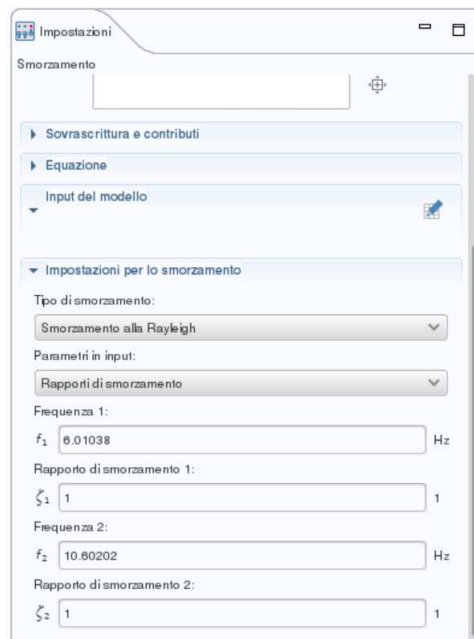 Impostazioni
Smorzamento
Sovrascrittura e contributi
Equazione
Input del modello
Impostazioni per lo smorzamento
Tipo di smorzamento:
Smorzamento alla Rayleigh
Parametri in input:
Rapporti di smorzamento
Frequenza 1:
f₁ 6.01038 Hz
Rapporto di smorzamento 1:
ζ₁ 1 1
Frequenza 2:
f₂ 10.60202 Hz
Rapporto di smorzamento 2:
ζ₂ 1 1